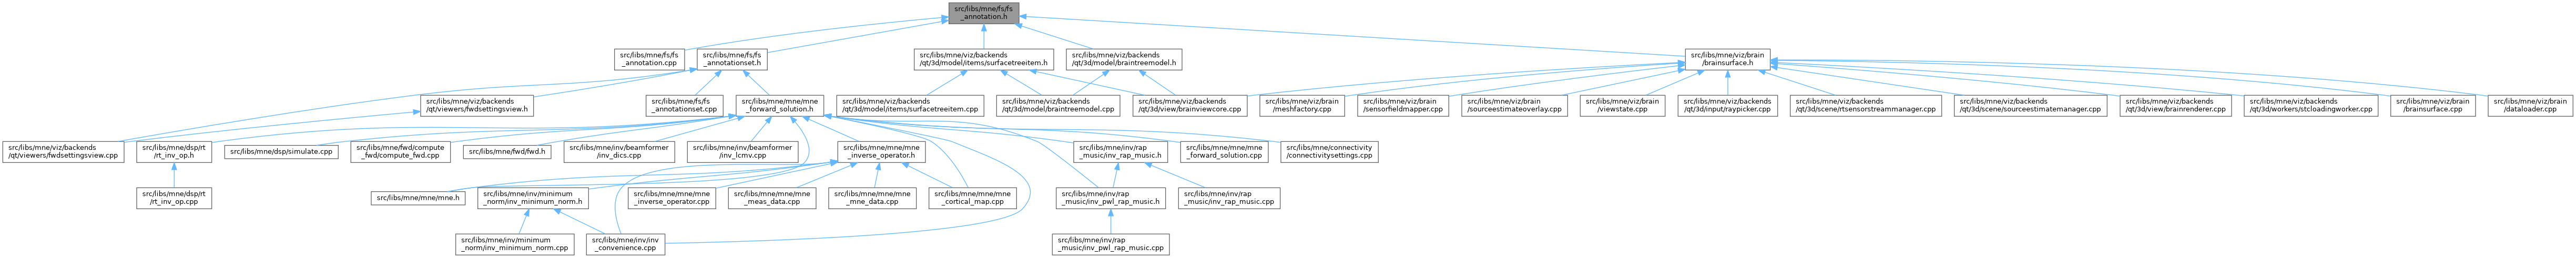 src/libs/mne/fs/fs
_annotation.h
src/libs/mne/fs/fs
_annotation.cpp
src/libs/mne/fs/fs
_annotationset.h
src/libs/mne/viz/backends
/qt/3d/model/items/surfacetreeitem.h
src/libs/mne/viz/backends
/qt/3d/model/braintreemodel.h
src/libs/mne/viz/brain
/brainsurface.h
src/libs/mne/viz/backends
/qt/viewers/fwdsettingsview.h
src/libs/mne/fs/fs
_annotationset.cpp
src/libs/mne/mne/mne
_forward_solution.h
src/libs/mne/viz/backends
/qt/3d/model/items/surfacetreeitem.cpp
src/libs/mne/viz/backends
/qt/3d/model/braintreemodel.cpp
src/libs/mne/viz/backends
/qt/3d/view/brainviewcore.cpp
src/libs/mne/viz/brain
/meshfactory.cpp
src/libs/mne/viz/brain
/sensorfieldmapper.cpp
src/libs/mne/viz/brain
/sourceestimateoverlay.cpp
src/libs/mne/viz/brain
/viewstate.cpp
src/libs/mne/viz/backends
/qt/3d/input/raypicker.cpp
src/libs/mne/viz/backends
/qt/3d/scene/rtsensorstreammanager.cpp
src/libs/mne/viz/backends
/qt/3d/scene/sourceestimatemanager.cpp
src/libs/mne/viz/backends
/qt/3d/view/brainrenderer.cpp
src/libs/mne/viz/backends
/qt/3d/workers/stcloadingworker.cpp
src/libs/mne/viz/brain
/brainsurface.cpp
src/libs/mne/viz/brain
/dataloader.cpp
src/libs/mne/viz/backends
/qt/viewers/fwdsettingsview.cpp
src/libs/mne/dsp/rt
/rt_inv_op.h
src/libs/mne/dsp/simulate.cpp
src/libs/mne/fwd/compute
_fwd/compute_fwd.cpp
src/libs/mne/fwd/fwd.h
src/libs/mne/inv/beamformer
/inv_dics.cpp
src/libs/mne/inv/beamformer
/inv_lcmv.cpp
src/libs/mne/mne/mne
_inverse_operator.h
src/libs/mne/inv/rap
_music/inv_rap_music.h
src/libs/mne/mne/mne
_forward_solution.cpp
src/libs/mne/connectivity
/connectivitysettings.cpp
src/libs/mne/dsp/rt
/rt_inv_op.cpp
src/libs/mne/mne/mne.h
src/libs/mne/inv/minimum
_norm/inv_minimum_norm.h
src/libs/mne/mne/mne
_inverse_operator.cpp
src/libs/mne/mne/mne
_meas_data.cpp
src/libs/mne/mne/mne
_mne_data.cpp
src/libs/mne/mne/mne
_cortical_map.cpp
src/libs/mne/inv/rap
_music/inv_pwl_rap_music.h
src/libs/mne/inv/rap
_music/inv_rap_music.cpp
src/libs/mne/inv/minimum
_norm/inv_minimum_norm.cpp
src/libs/mne/inv/inv
_convenience.cpp
src/libs/mne/inv/rap
_music/inv_pwl_rap_music.cpp